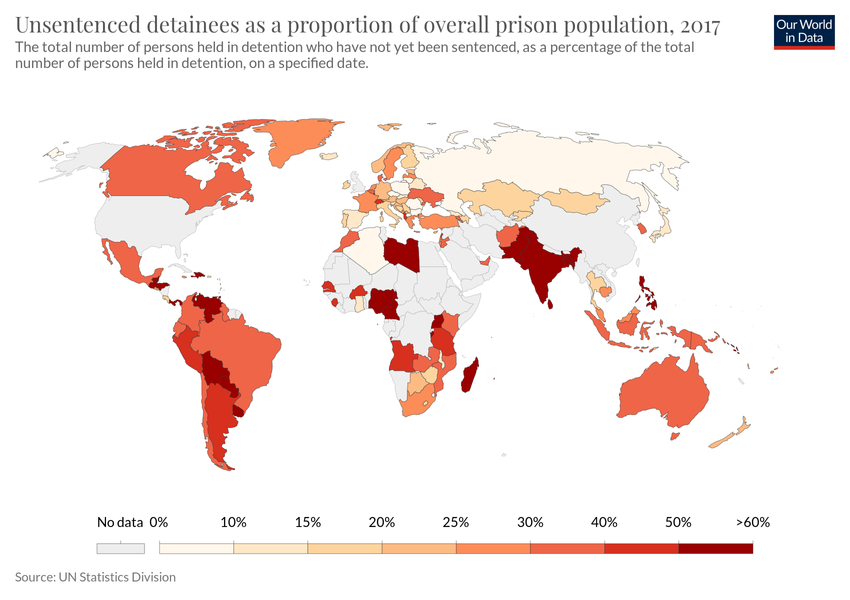 Unsentenced detainees as a proportion of overall prison population, 2017
Our World
in Data
The total number of persons held in detention who have not yet been sentenced, as a percentage of the total
number of persons held in detention, on a specified date.
No data 0% 10% 15% 20% 25% 30% 40% 50% >60%
Source: UN Statistics Division